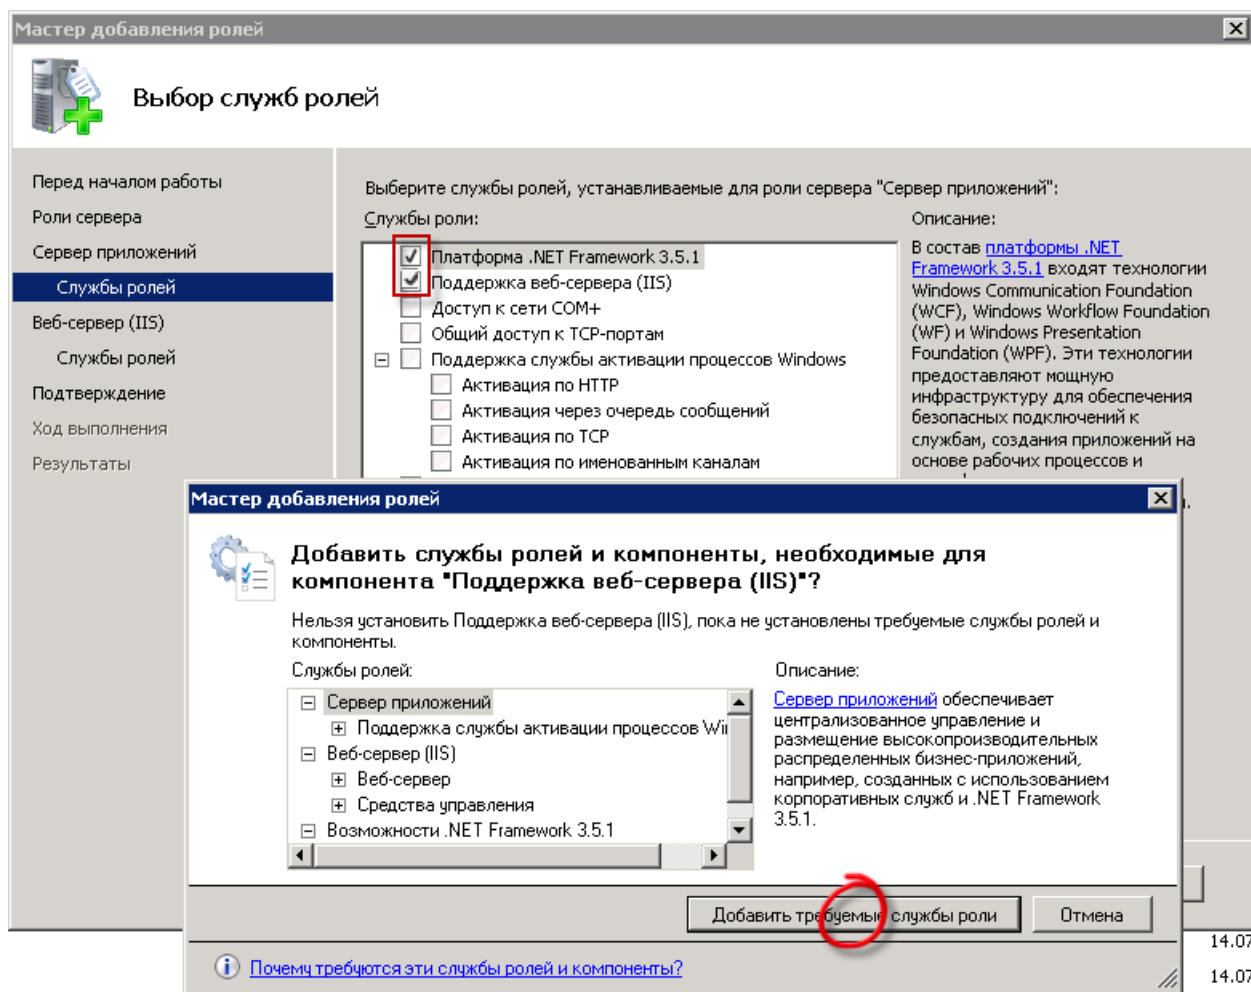 Мастер добавления ролей
Выбор служб ролей
Перед началом работы
Роли сервера
Сервер приложений
Службы ролей
Веб-сервер (IIS)
Службы ролей
Подтверждение
Ход выполнения
Результаты
Выберите службы ролей, устанавливаемые для роли сервера "Сервер приложений":
Службы роли:
Платформа .NET Framework 3.5.1
Поддержка веб-сервера (IIS)
Доступ к сети COM+
Общий доступ к TCP-портам
Поддержка службы активации процессов Windows
Активация по HTTP
Активация через очередь сообщений
Активация по TCP
Активация по именованным каналам
Описание:
В состав платформы .NET
Framework 3.5.1 входят технологии
Windows Communication Foundation
(WCF), Windows Workflow Foundation
(WF) и Windows Presentation
Foundation (WPF). Эти технологии
предоставляют мощную
инфраструктуру для обеспечения
безопасных подключений к
службам, создания приложений на
основе рабочих процессов и
Мастер добавления ролей
Добавить службы ролей и компоненты, необходимые для
компонента "Поддержка веб-сервера (IIS)"?
Нельзя установить Поддержка веб-сервера (IIS), пока не установлены требуемые службы ролей и
компоненты.
Службы ролей:
Сервер приложений
Поддержка службы активации процессов Wi
Веб-сервер (IIS)
Веб-сервер
Средства управления
Возможности .NET Framework 3.5.1
Описание:
Сервер приложений обеспечивает
централизованное управление и
размещение высокопроизводительных
распределенных бизнес-приложений,
например, созданных с использованием
корпоративных служб и .NET Framework
3.5.1.
Добавить требуемые службы роли
Отмена
Почему требуются эти службы ролей и компоненты?
14.07
14.07